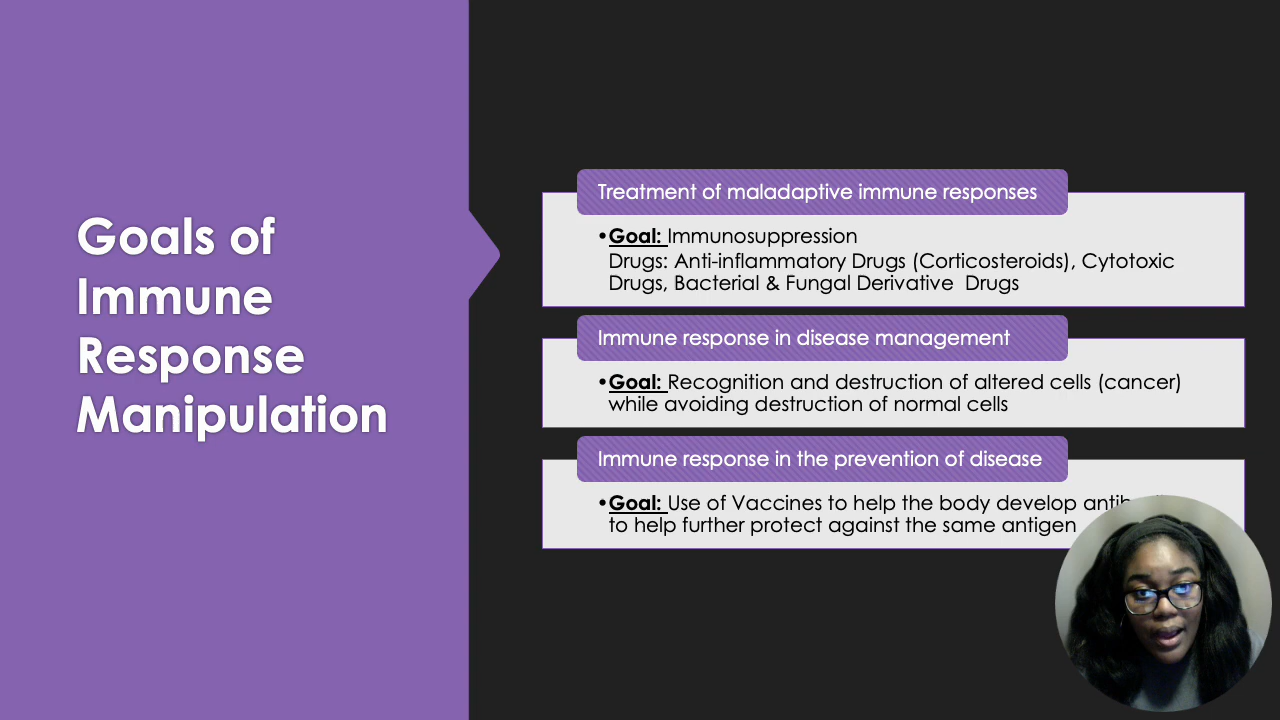 Goals of
Immune
Response
Manipulation
Treatment of maladaptive immune responses
•Goal: Immunosuppression
Drugs: Anti-inflammatory Drugs (Corticosteroids), Cytotoxic
Drugs, Bacterial & Fungal Derivative  Drugs
Immune response in disease management
•Goal: Recognition and destruction of altered cells (cancer)
while avoiding destruction of normal cells
Immune response in the prevention of disease
•Goal: Use of Vaccines to help the body develop
to help further protect against the same antigen